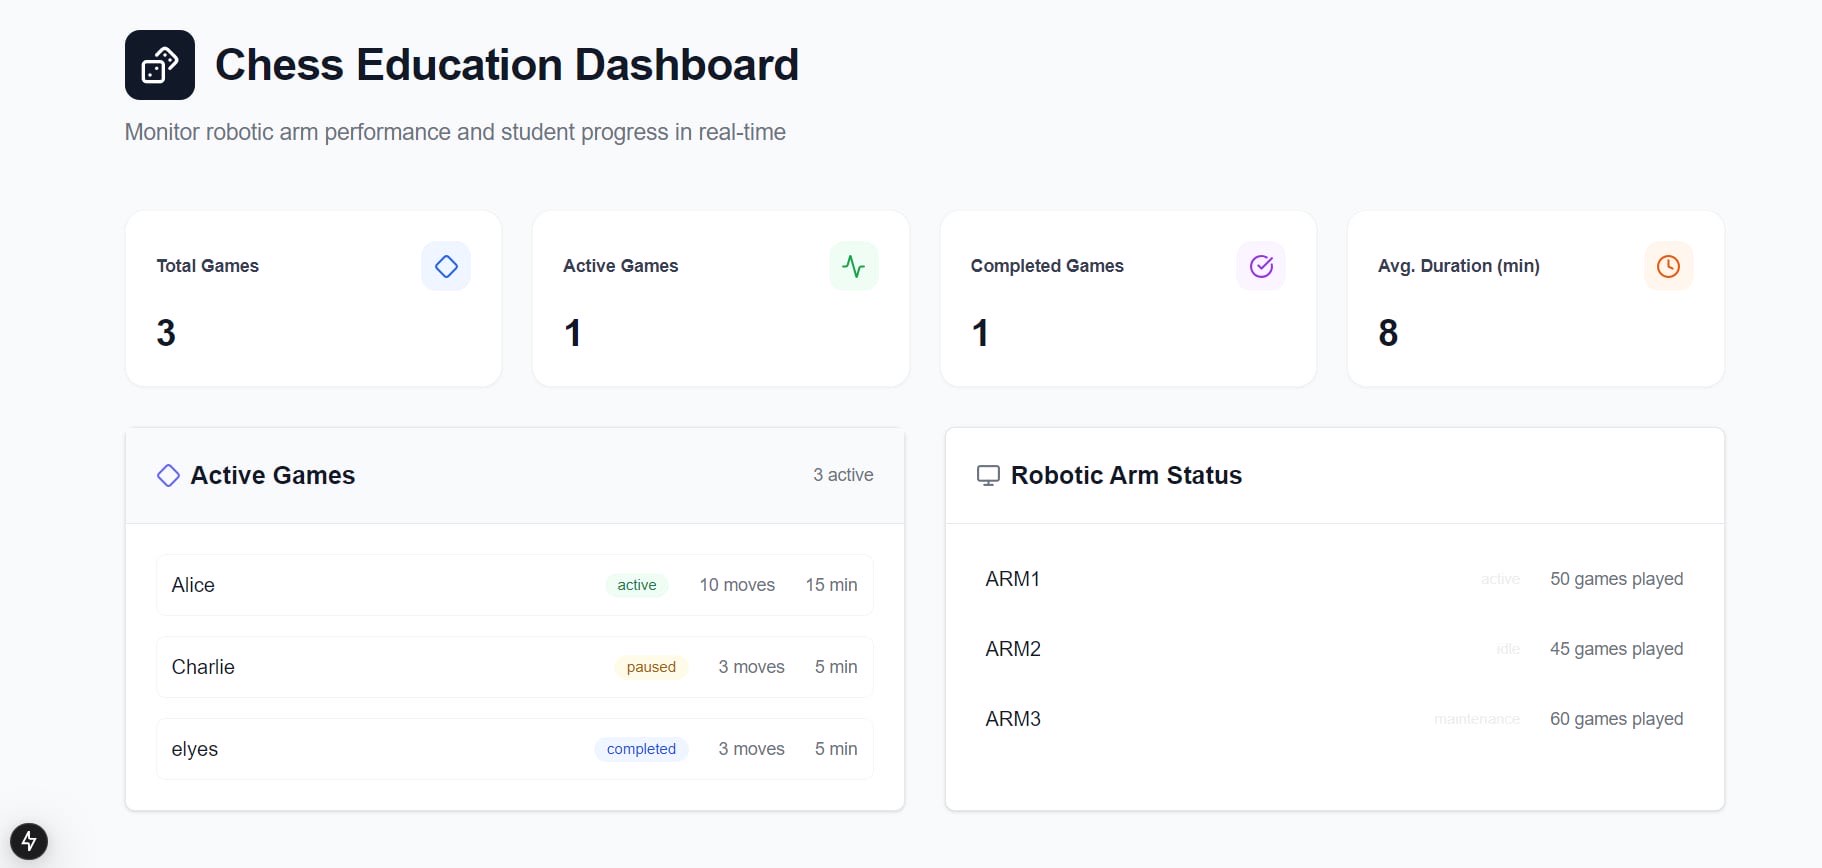 Chess Education Dashboard
Monitor robotic arm performance and student progress in real-time
Total Games
3
Active Games
1
Completed Games
1
Avg. Duration (min)
8
Active Games
3 active
Alice active 10 moves 15 min
Charlie paused 3 moves 5 min
elyes completed 3 moves 5 min
Robotic Arm Status
ARM1 active 50 games played
ARM2 idle 45 games played
ARM3 maintenance 60 games played